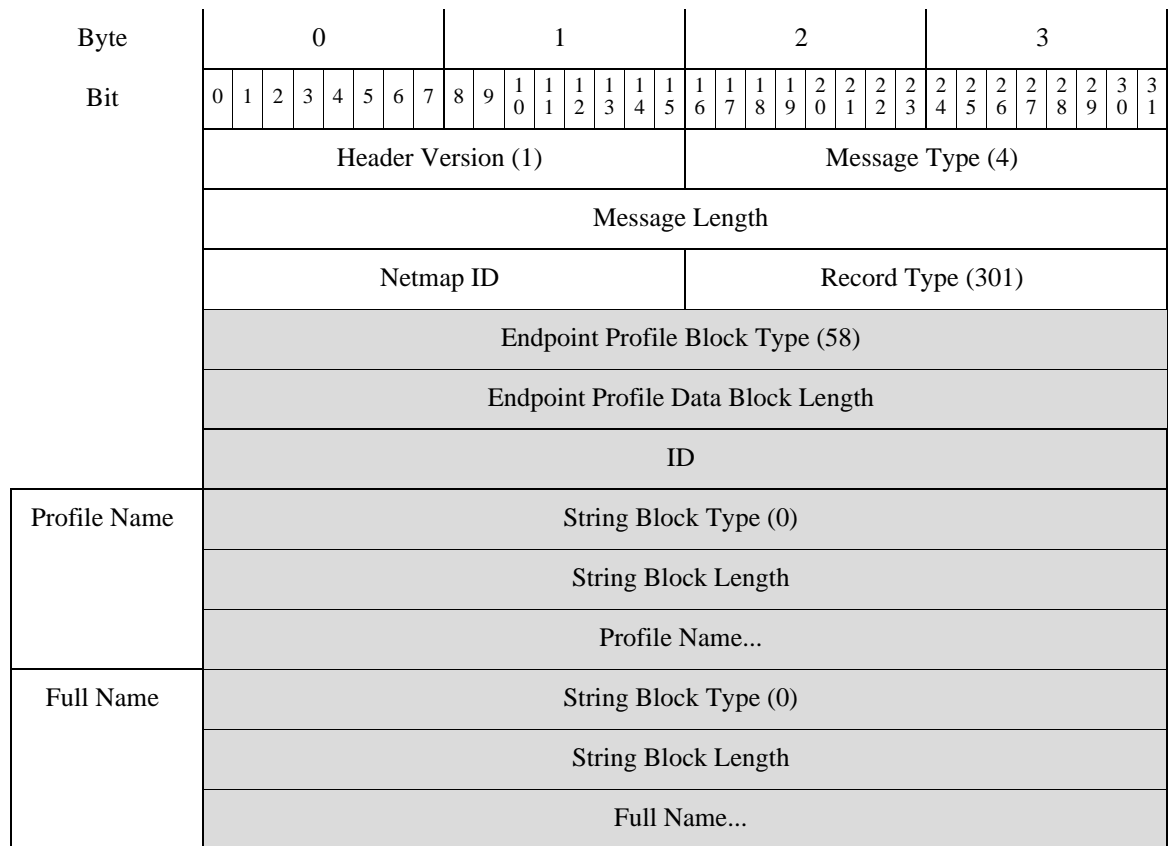 Byte 0 1 2 3
Bit 0 1 2 3 4 5 6 7 8 9 10 11 12 13 14 15 16 17 18 19 20 21 22 23 24 25 26 27 28 29 30 31
Header Version (1) Message Type (4)
Message Length
Netmap ID Record Type (301)
Endpoint Profile Block Type (58)
Endpoint Profile Data Block Length
ID
Profile Name String Block Type (0)
String Block Length
Profile Name...
Full Name String Block Type (0)
String Block Length
Full Name...